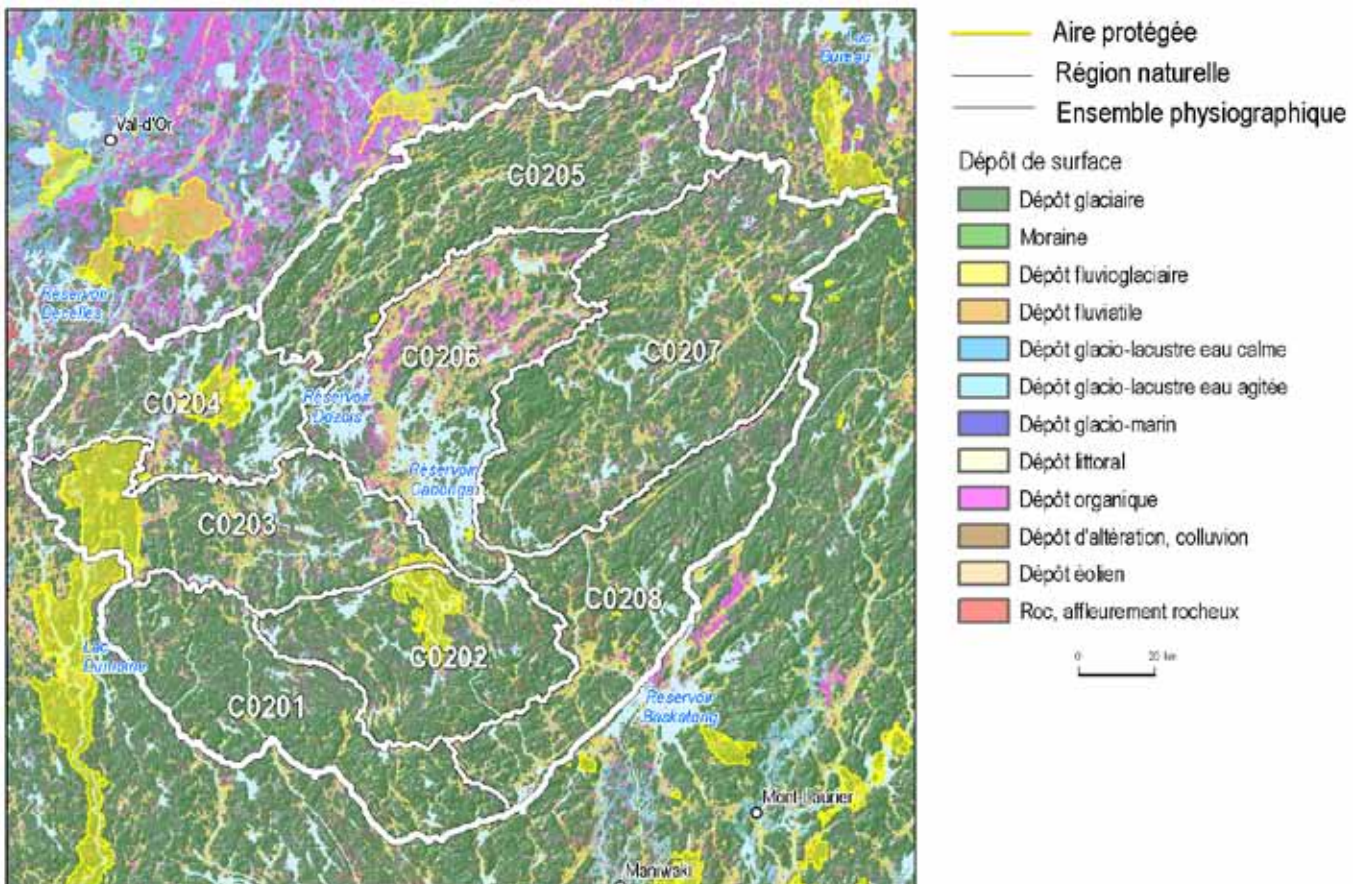 Val-d'Or
Réservoir
Decelles
Lac
C0205
C0206
C0207
C0204
Réservoir
Dozois
Réservoir
Cabonga
C0203
C0208
C0202
C0201
Lac
Dumoine
Réservoir
Baskatong
Mont-Laurier
Maniwaki
Aire protégée
Région naturelle
Ensemble physiographique
Dépôt de surface
Dépôt glaciaire
Moraine
Dépôt fluvioglaciaire
Dépôt fluviatile
Dépôt glacio-lacustre eau calme
Dépôt glacio-lacustre eau agitée
Dépôt glacio-marin
Dépôt littoral
Dépôt organique
Dépôt d'altération, colluvion
Dépôt éolien
Roc, affleurement rocheux
0 20 km